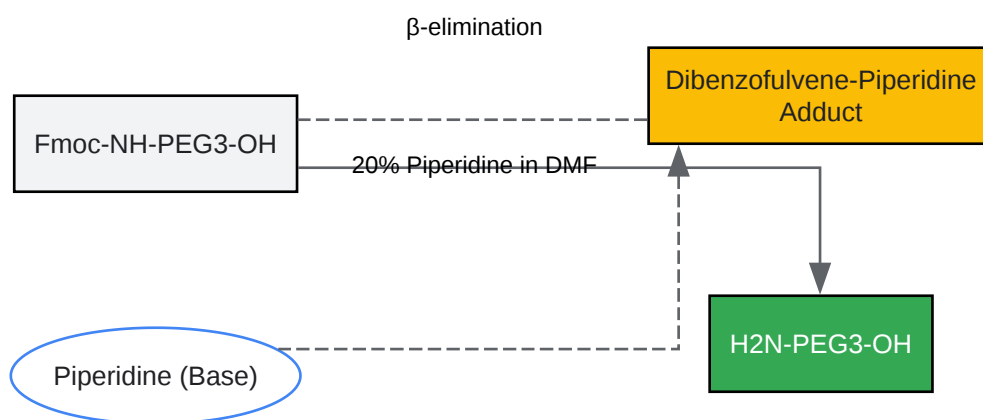 β-elimination
Dibenzofulvene-Piperidine
Adduct
Fmoc-NH-PEG3-OH
20% Piperidine in DMF
H2N-PEG3-OH
Piperidine (Base)